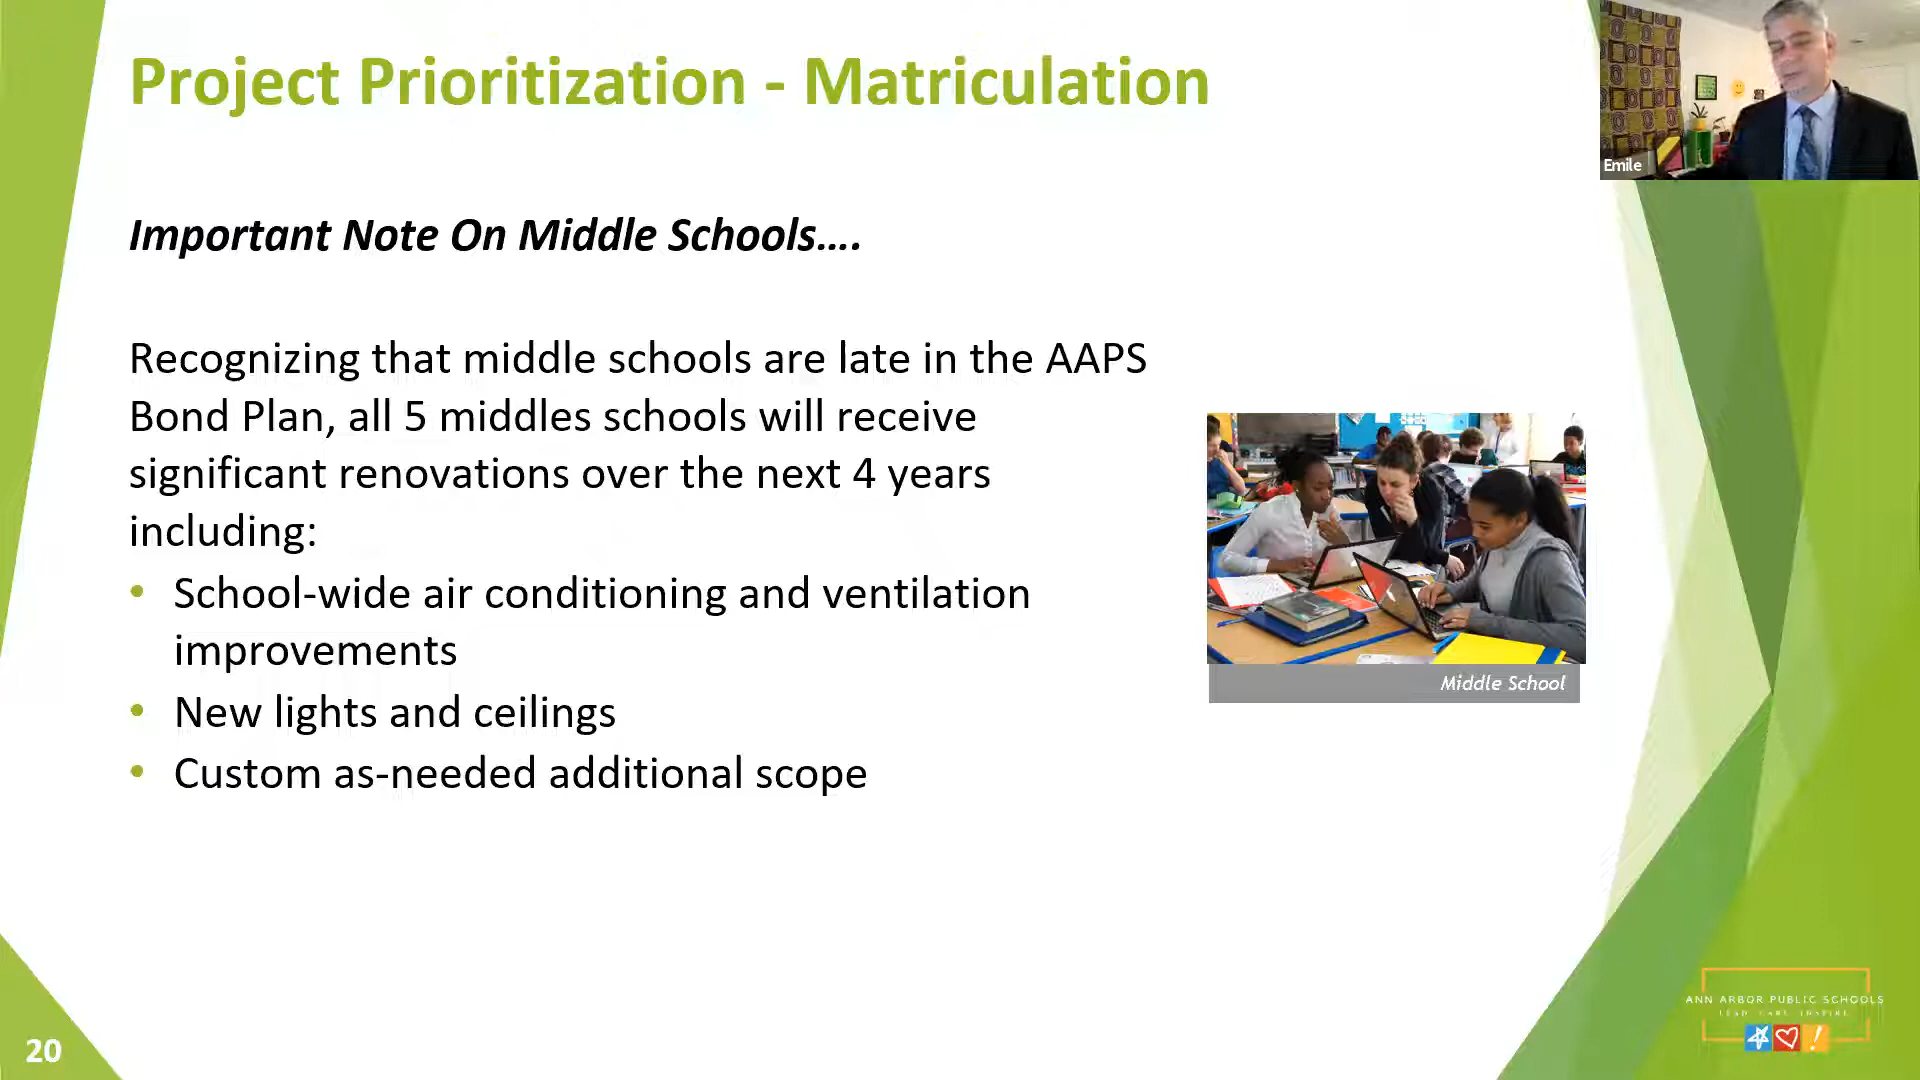 Project Prioritization - Matriculation
Emile
Important Note On Middle Schools....
Recognizing that middle schools are late in the AAPS
Bond Plan, all 5 middles schools will receive
significant renovations over the next 4 years
including:
• School-wide air conditioning and ventilation
improvements
• New lights and ceilings
• Custom as-needed additional scope
Middle School
ANN ARBOR PUBLIC SCHOOLS
LEAD CARE INSPIRE
20